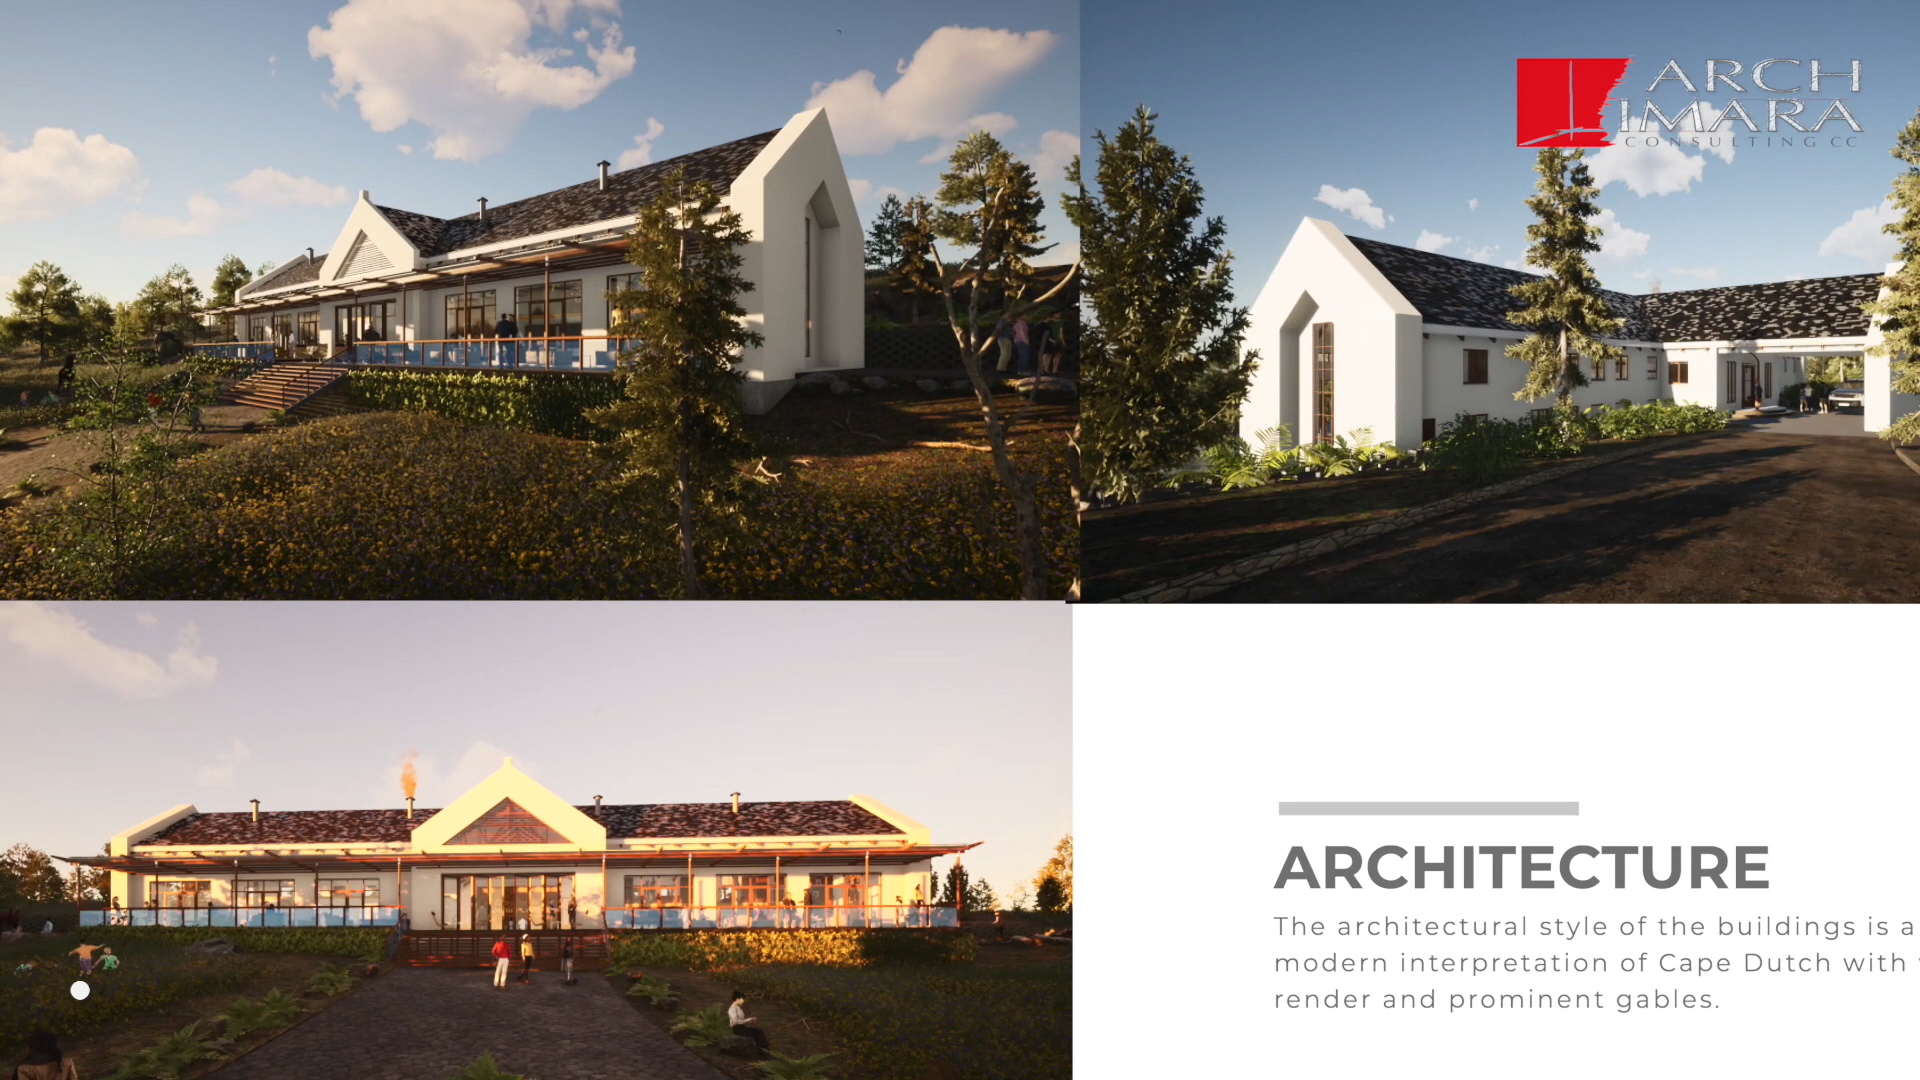 ARCH
IMARA
CONSULTING CC
ARCHITECTURE
The architectural style of the buildings is a
modern interpretation of Cape Dutch with
render and prominent gables.